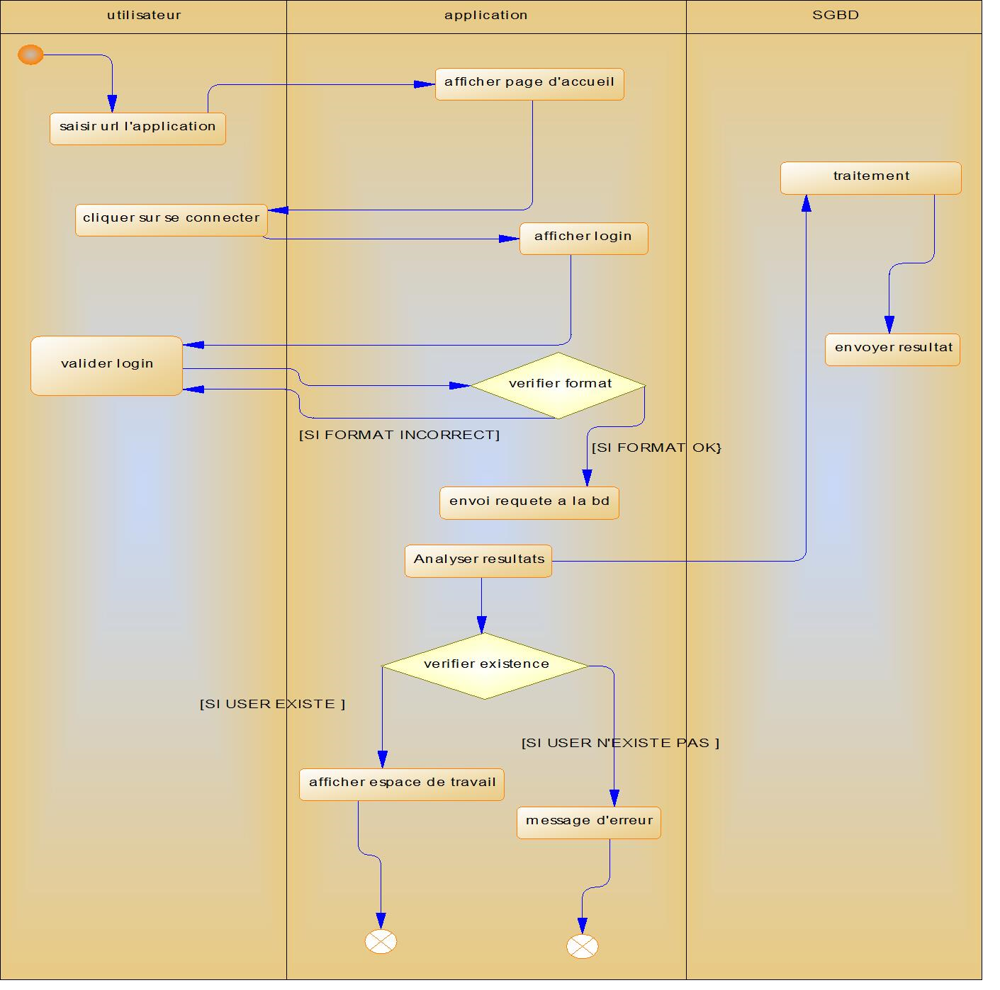 utilisateur
application
SGBD
afficher page d'accueil
saisir url l'application
traitement
cliquer sur se connecter
afficher login
envoyer resultat
valider login
verifier format
[SI FORMAT INCORRECT]
[SI FORMAT OK}
envoi requete a la bd
Analyser resultats
verifier existence
[SI USER EXISTE ]
[SI USER N'EXISTE PAS ]
afficher espace de travail
message d'erreur